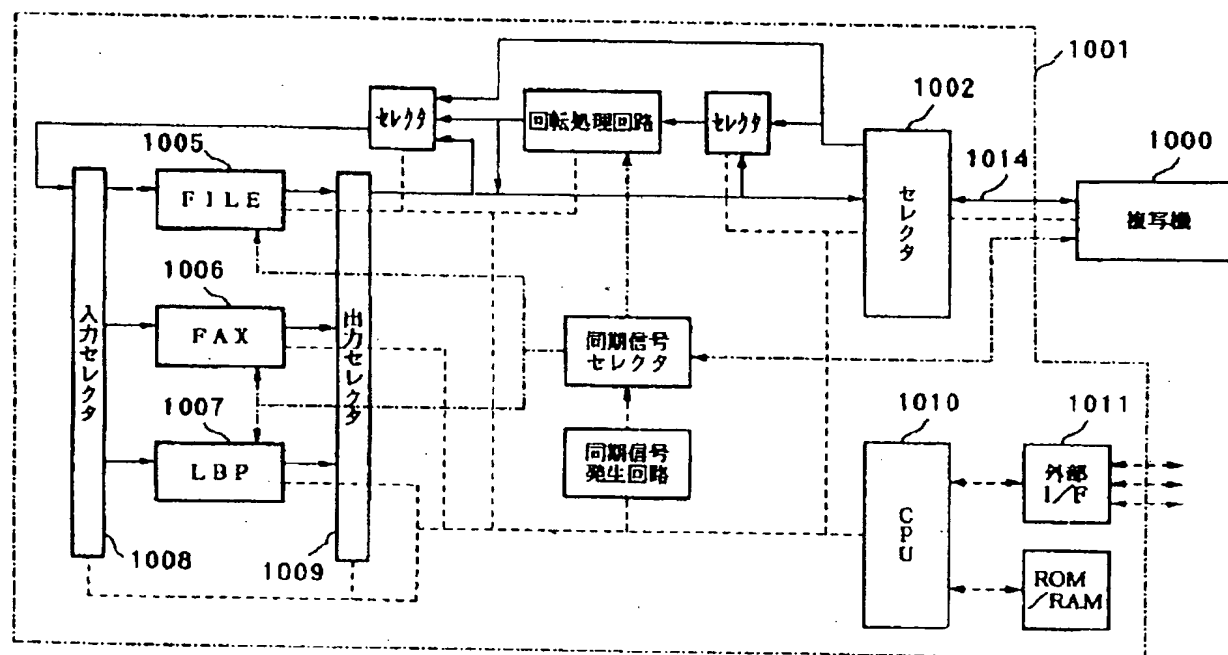 1001
1002
1014
1000
セレクタ
回転処理回路
セレクタ
セレクタ
複写機
1005
FILE
1006
FAX
1007
LBP
入力セレクタ
出力セレクタ
1008
1009
同期信号
セレクタ
同期信号
発生回路
1010
CPU
1011
外部
I/F
ROM
/RAM